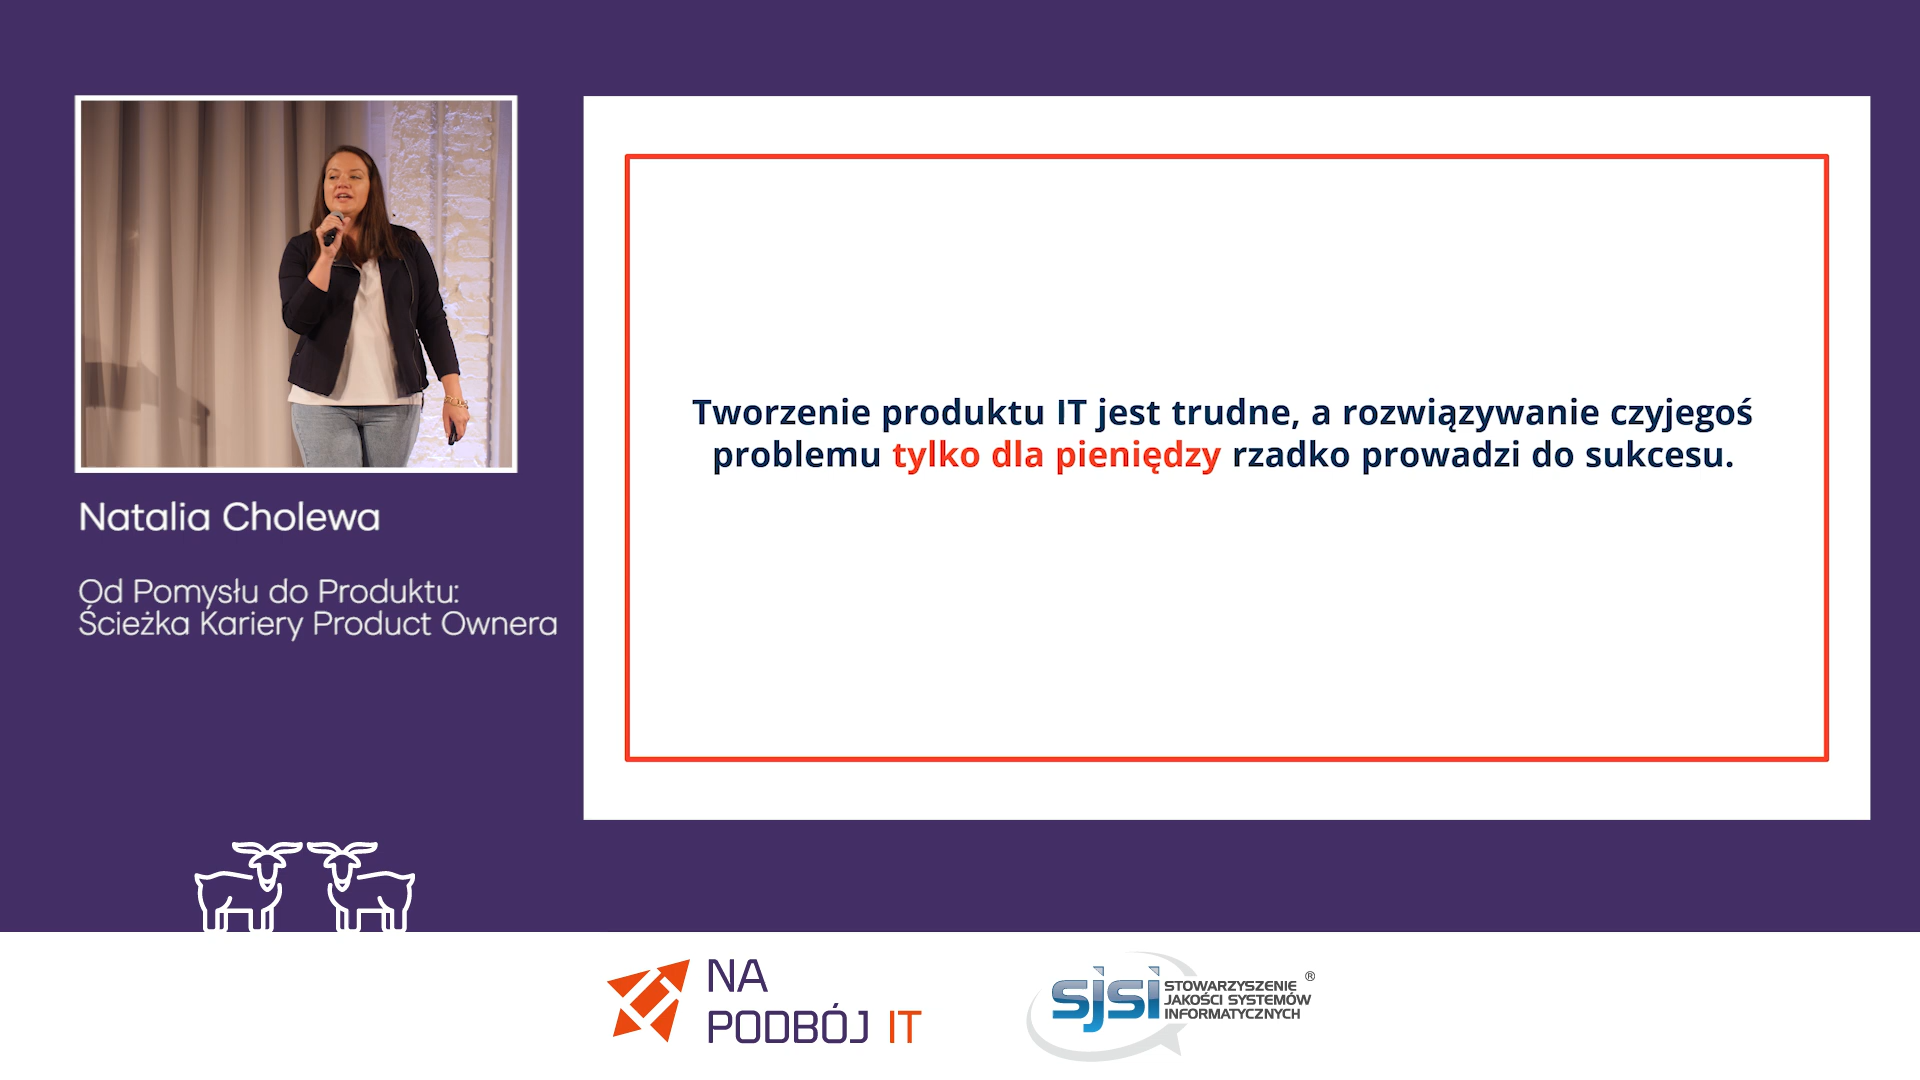 Tworzenie produktu IT jest trudne, a rozwiązywanie czyjegoś
problemu tylko dla pieniędzy rzadko prowadzi do sukcesu.
Natalia Cholewa
Od Pomysłu do Produktu:
Ścieżka Kariery Product Ownera
NA
PODBÓJ IT
sjsi
STOWARZYSZENIE ®
JAKOŚCI SYSTEMÓW
INFORMATYCZNYCH